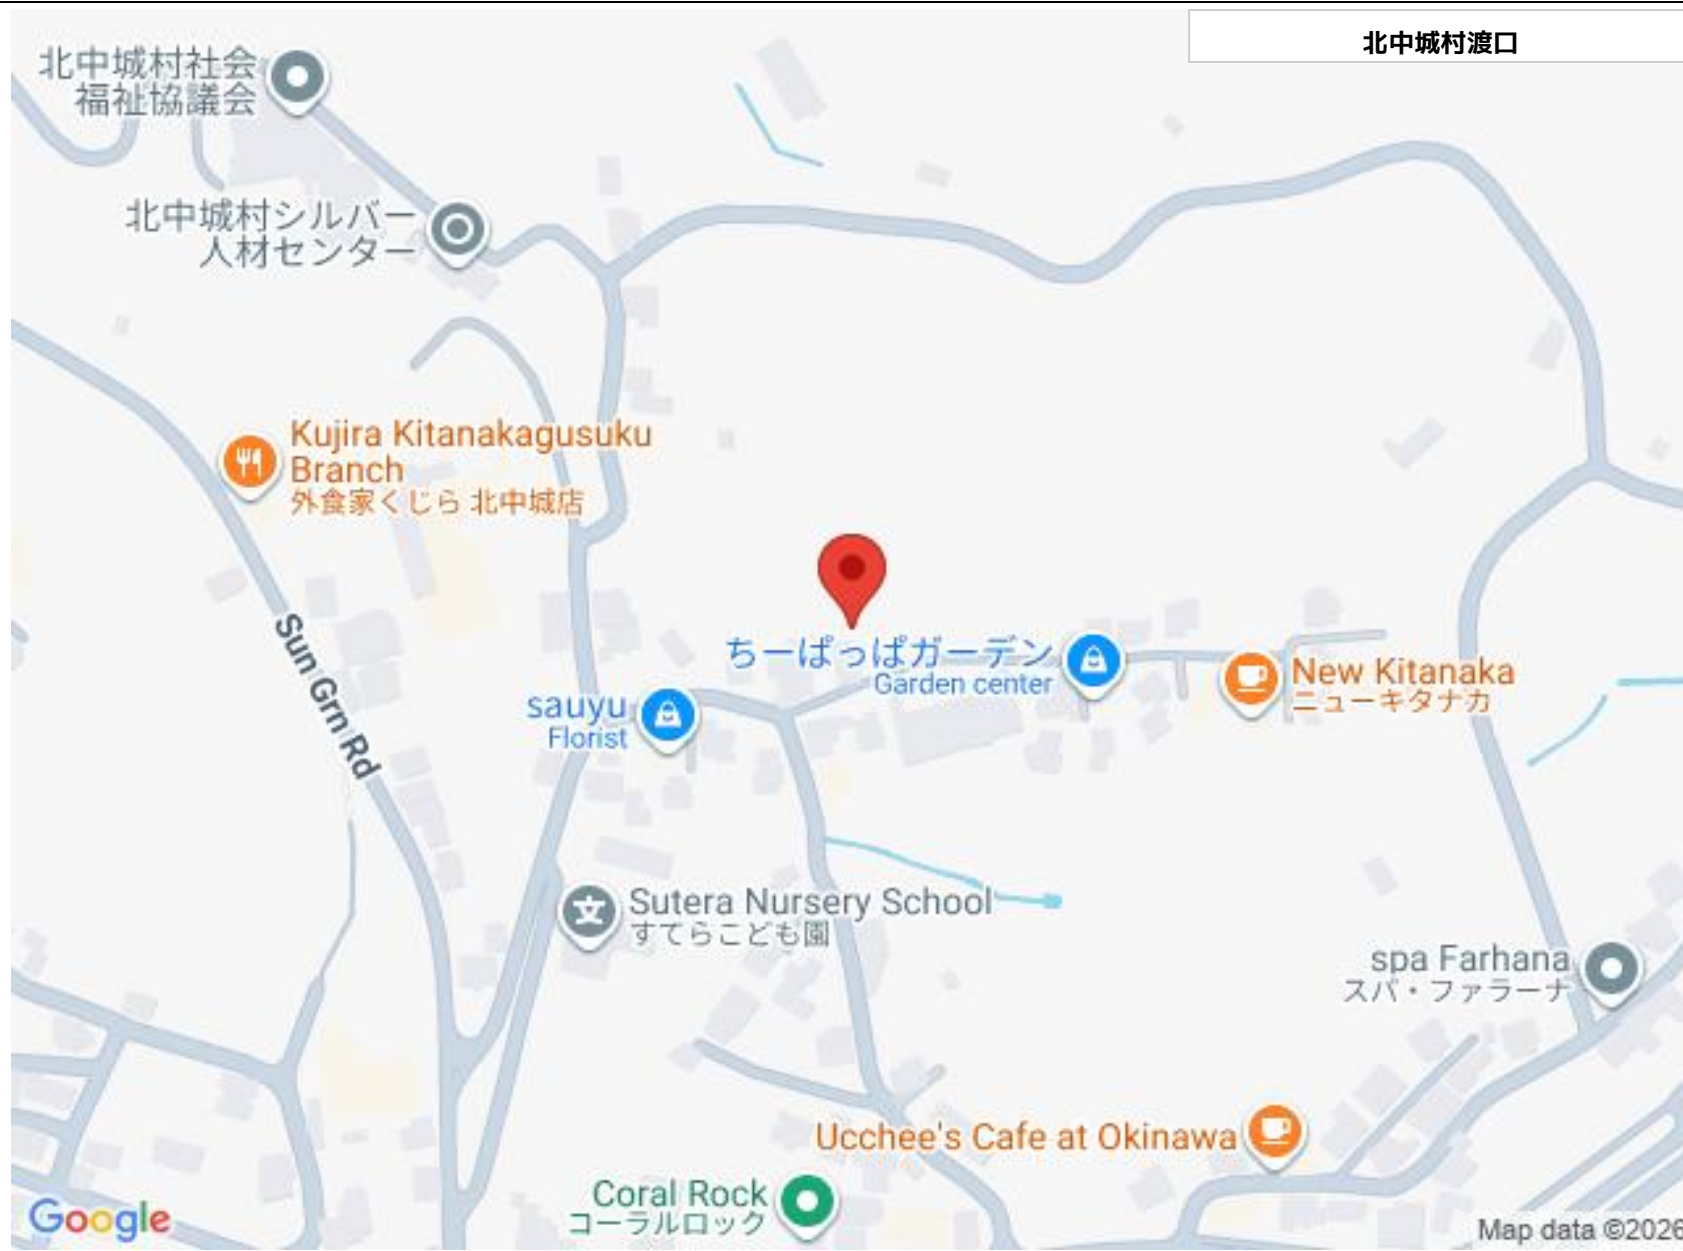 北中城村渡口
北中城村社会
福祉協議会
北中城村シルバー
人材センター
Kujira Kitanakagusuku
Branch
外食家くじら 北中城店
Sun Grn Rd
ちーぱっぱガーデン
Garden center
sauyu
Florist
New Kitanaka
ニューキタナカ
Sutera Nursery School
すてらこども園
spa Farhana
スパ・ファラーナ
Ucchee's Cafe at Okinawa
Coral Rock
コーラルロック
Google
Map data ©2026